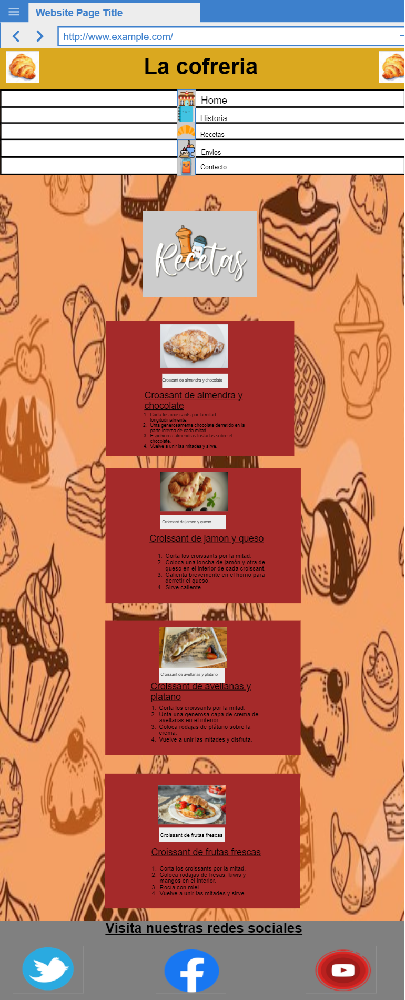 Website Page Title
http://www.example.com/
La cofreria
Home
Historia
Recetas
Envios
Contacto
Recetas
Croasant de almendra y chocolate
Croasant de almendra y
chocolate
1. Corta los croissants por la mitad
longitudinalmente.
2. Unta generosamente chocolate derretido en la
parte interna de cada mitad.
3. Espolvorea almendras tostadas sobre el
chocolate.
4. Vuelve a unir las mitades y sirve.
Croissant de jamon y queso
Croissant de jamon y queso
1. Corta los croissants por la mitad.
2. Coloca una loncha de jamón y otra de
queso en el interior de cada croissant.
3. Calienta brevemente en el horno para
derretir el queso.
4. Sirve caliente.
Croissant de avellanas y platano
Croissant de avellanas y
platano
1. Corta los croissants por la mitad.
2. Unta una generosa capa de crema de
avellanas en el interior.
3. Coloca rodajas de plátano sobre la
crema.
4. Vuelve a unir las mitades y disfruta.
Croissant de frutas frescas
Croissant de frutas frescas
1. Corta los croissants por la mitad.
2. Coloca rodajas de fresas, kiwis y
mangos en el interior.
3. Rocía con miel.
4. Vuelve a unir las mitades y sirve.
Visita nuestras redes sociales